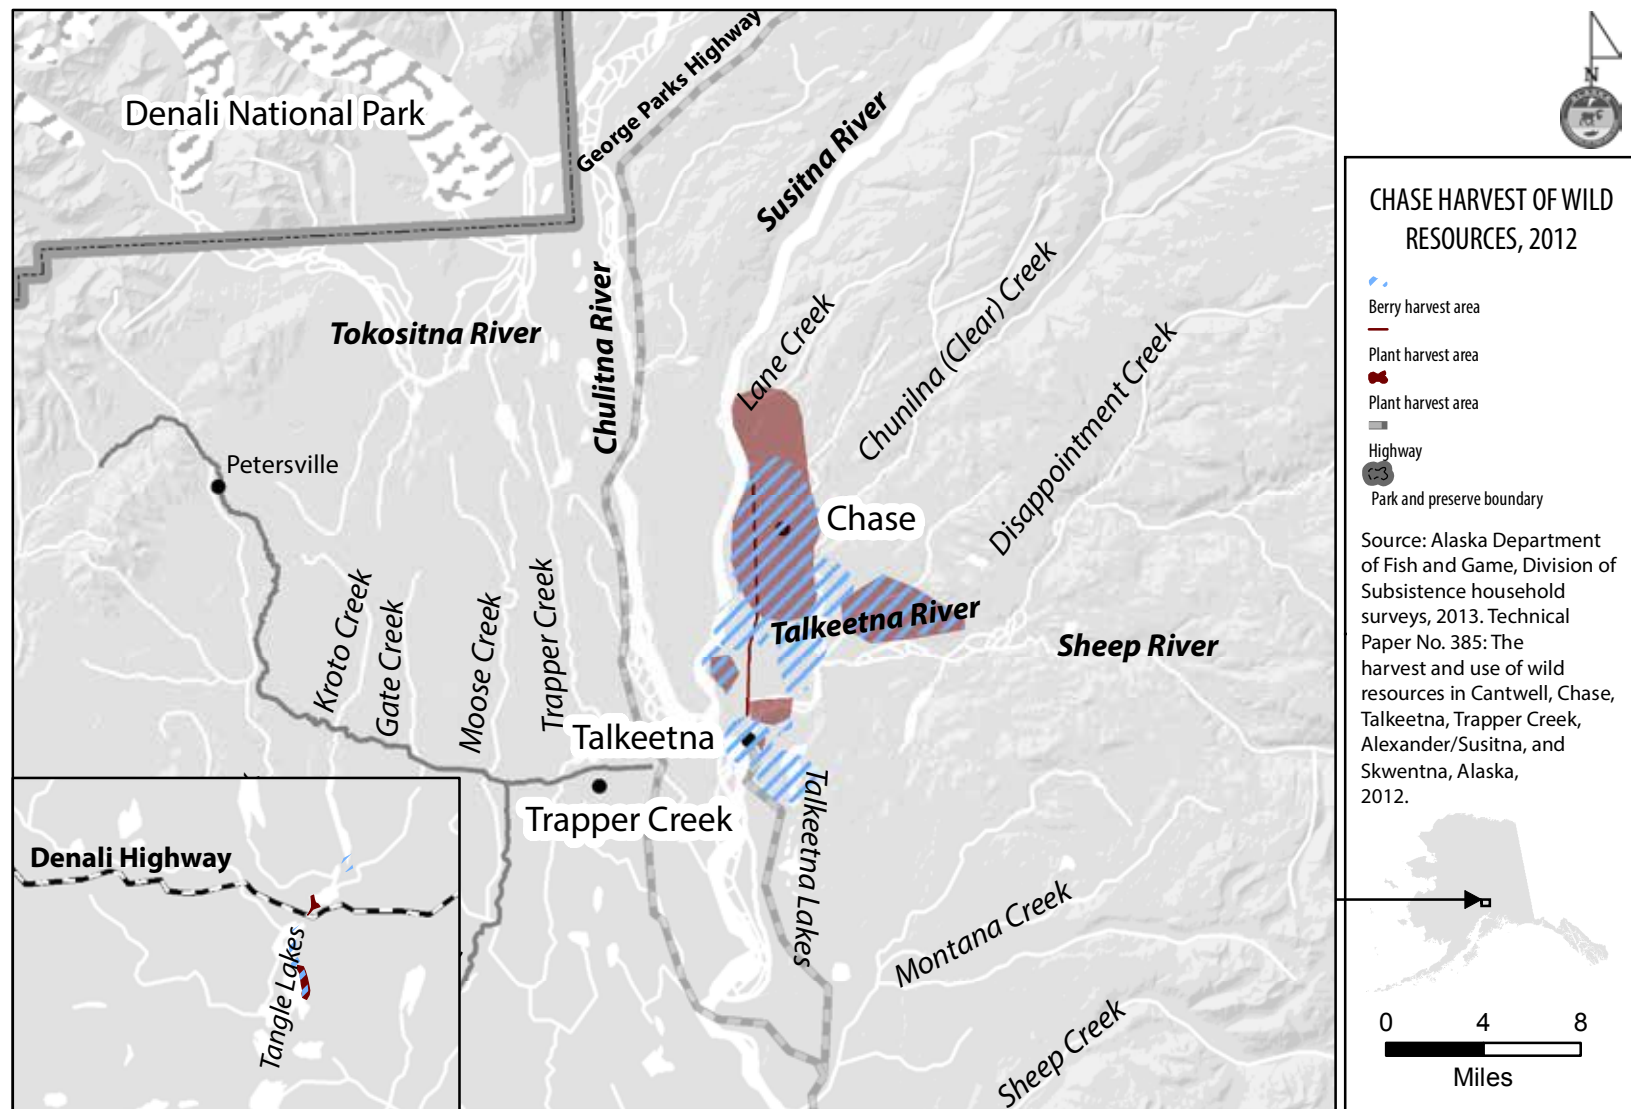 Denali National Park
George Parks Highway
Susitna River
Chulitna River
Tokositna River
Lane Creek
Chunilna (Clear) Creek
Disappointment Creek
Petersville
Chase
Talkeetna River
Sheep River
Kroto Creek
Gate Creek
Moose Creek
Trapper Creek
Talkeetna
Trapper Creek
Talkeetna Lakes
Montana Creek
Sheep Creek
Denali Highway
Tangle Lakes
N
CHASE HARVEST OF WILD
RESOURCES, 2012
Berry harvest area
Plant harvest area
Plant harvest area
Highway
Park and preserve boundary
Source: Alaska Department
of Fish and Game, Division of
Subsistence household
surveys, 2013. Technical
Paper No. 385: The
harvest and use of wild
resources in Cantwell, Chase,
Talkeetna, Trapper Creek,
Alexander/Susitna, and
Skwentna, Alaska,
2012.
0 4 8
Miles